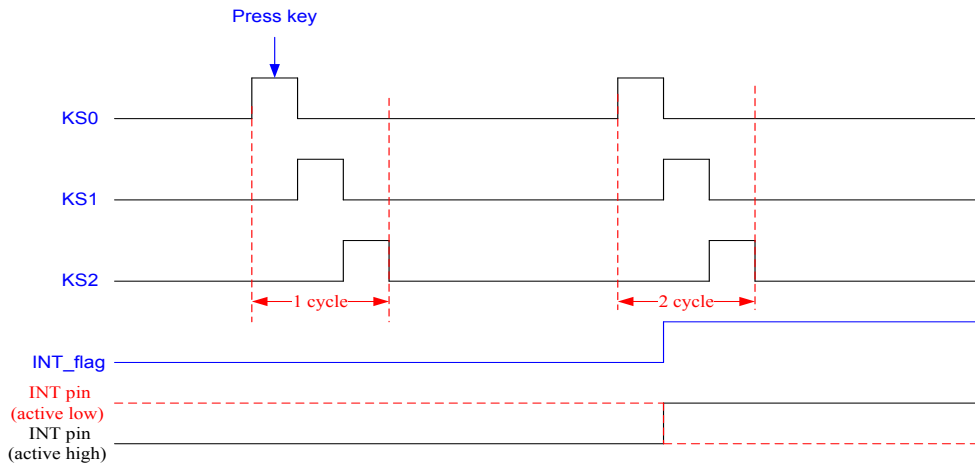 Press key
KS0
KS1
KS2
1 cycle
2 cycle
INT_flag
INT pin
(active low)
INT pin
(active high)